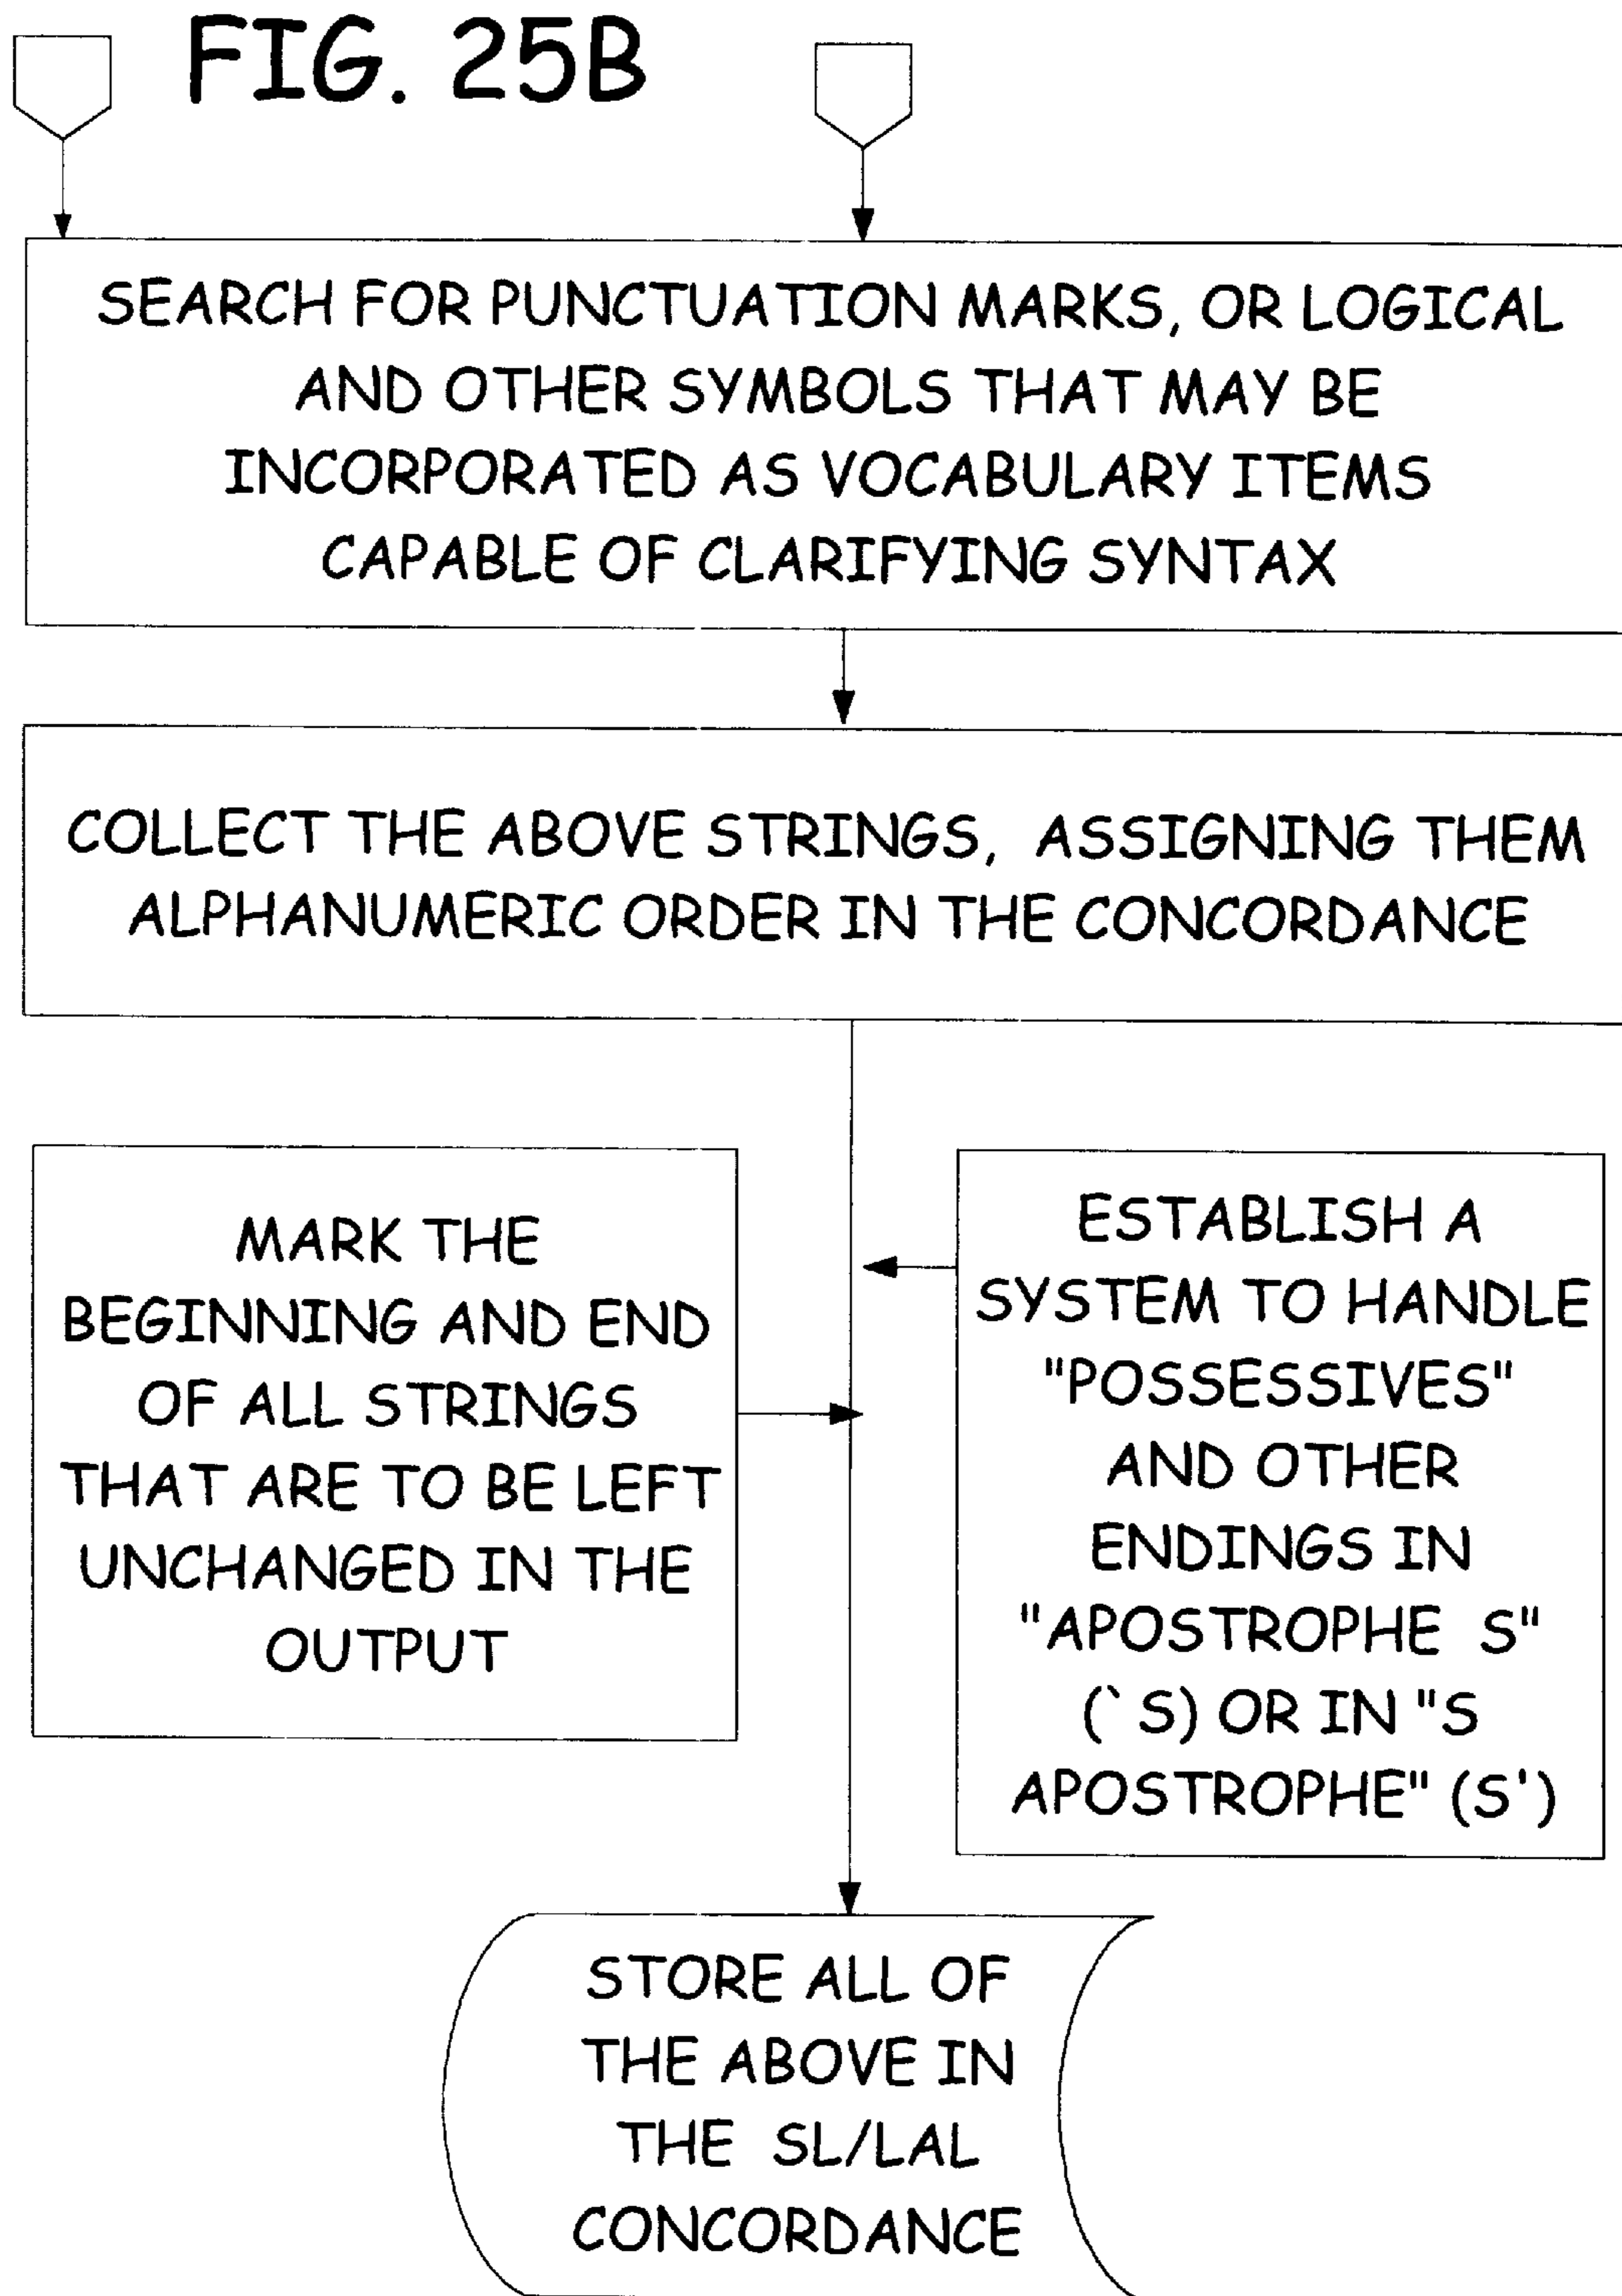 FIG. 25B
SEARCH FOR PUNCTUATION MARKS, OR LOGICAL
AND OTHER SYMBOLS THAT MAY BE
INCORPORATED AS VOCABULARY ITEMS
CAPABLE OF CLARIFYING SYNTAX
COLLECT THE ABOVE STRINGS, ASSIGNING THEM
ALPHANUMERIC ORDER IN THE CONCORDANCE
MARK THE
BEGINNING AND END
OF ALL STRINGS
THAT ARE TO BE LEFT
UNCHANGED IN THE
OUTPUT
ESTABLISH A
SYSTEM TO HANDLE
"POSSESSIVES"
AND OTHER
ENDINGS IN
"APOSTROPHE S"
(` S) OR IN "S
APOSTROPHE" (S')
STORE ALL OF
THE ABOVE IN
THE SL/LAL
CONCORDANCE